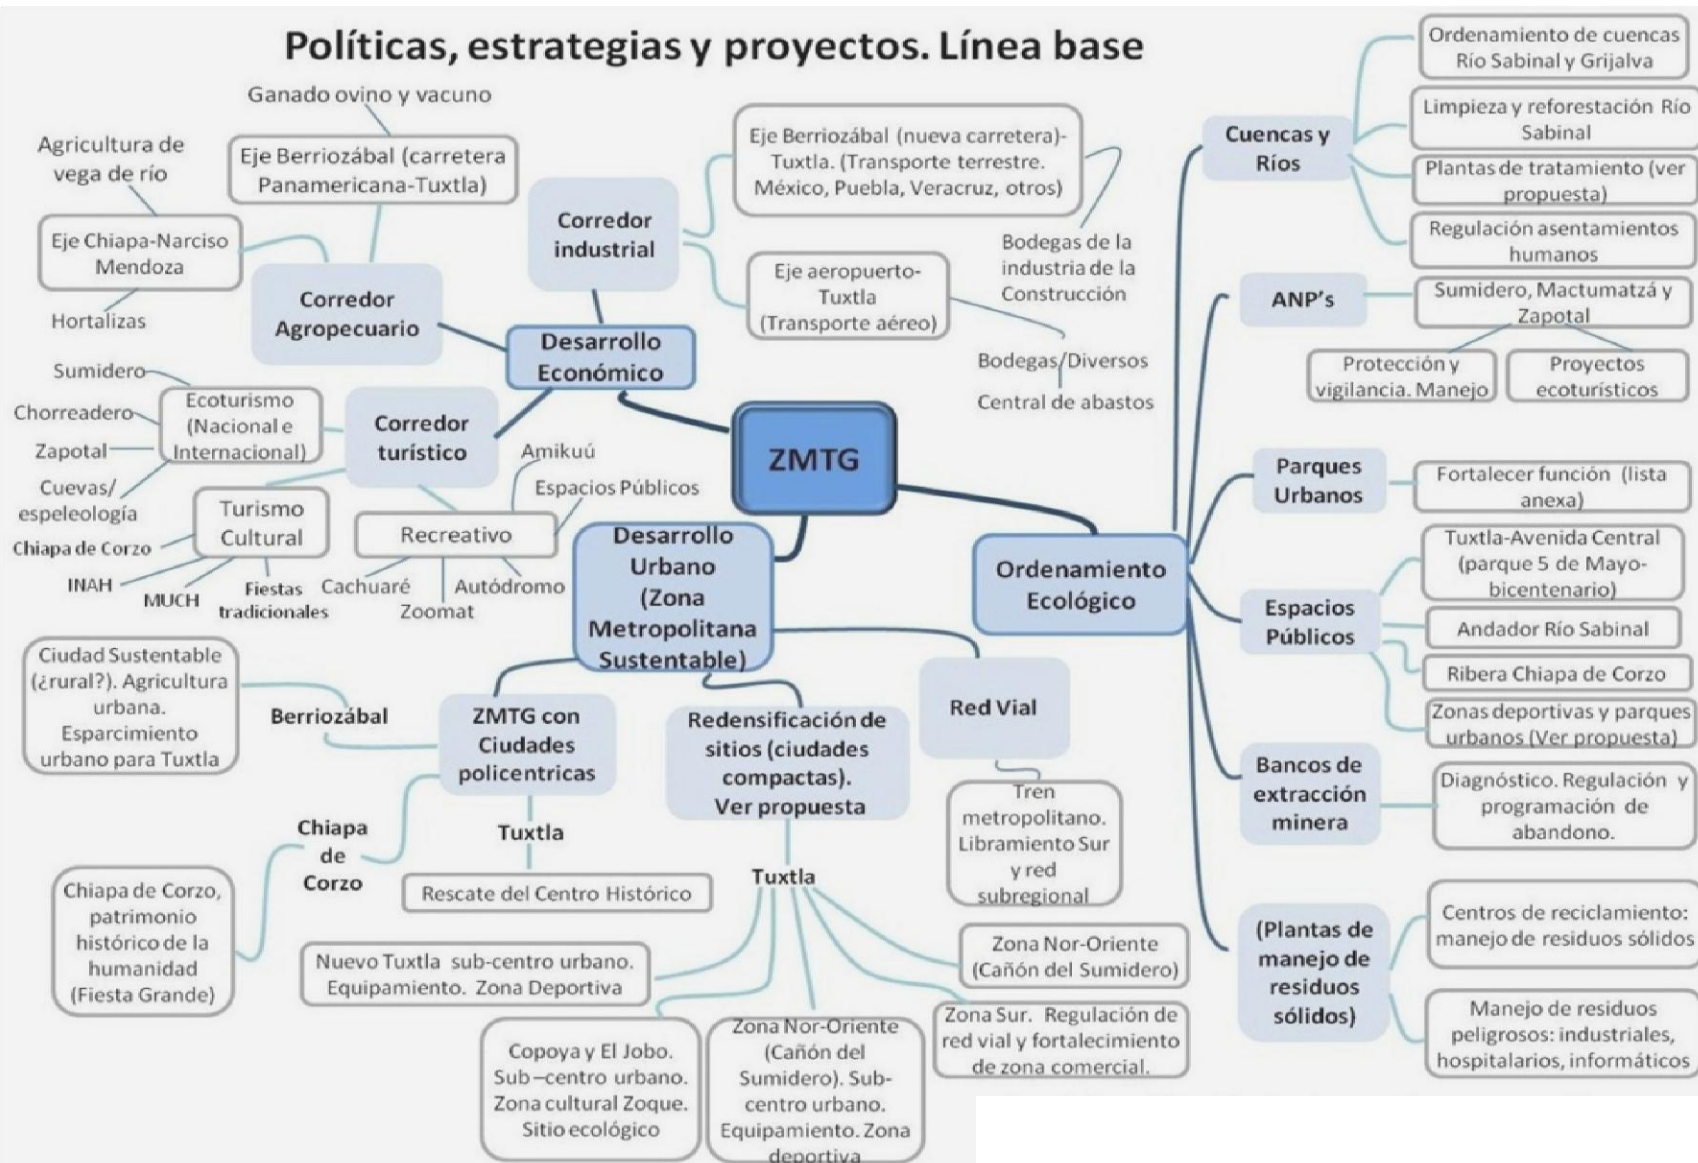 Políticas, estrategias y proyectos. Línea base
Ganado ovino y vacuno
Agricultura de
vega de río
Eje Berriozábal (carretera
Panamericana-Tuxtla)
Eje Chiapa-Narciso
Mendoza
Hortalizas
Corredor
Agropecuario
Corredor
industrial
Eje Berriozábal (nueva carretera)-
Tuxtla. (Transporte terrestre.
México, Puebla, Veracruz, otros)
Bodegas de la
industria de la
Construcción
Eje aeropuerto-
Tuxtla
(Transporte aéreo)
Bodegas/Diversos
Central de abastos
Desarrollo
Económico
Sumidero
Chorreadero
Zapotal
Cuevas/
espeleología
Ecoturismo
(Nacional e
Internacional)
Corredor
turístico
Turismo
Cultural
Chiapa de Corzo
INAH
MUCH
Fiestas
tradicionales
Amikuú
Espacios Públicos
Recreativo
Cachuaré
Zoomat
Autódromo
ZMTG
Desarrollo
Urbano
(Zona
Metropolitana
Sustentable)
Ciudad Sustentable
(¿rural?). Agricultura
urbana.
Esparcimiento
urbano para Tuxtla
Berriozábal
ZMTG con
Ciudades
policentricas
Chiapa
de
Corzo
Chiapa de Corzo,
patrimonio
histórico de la
humanidad
(Fiesta Grande)
Tuxtla
Rescate del Centro Histórico
Redensificación de
sitios (ciudades
compactas).
Ver propuesta
Tuxtla
Nuevo Tuxtla sub-centro urbano.
Equipamiento. Zona Deportiva
Copoya y El Jobo.
Sub–centro urbano.
Zona cultural Zoque.
Sitio ecológico
Zona Nor-Oriente
(Cañón del
Sumidero). Sub-
centro urbano.
Equipamiento. Zona
deportiva
Zona Sur. Regulación de
red vial y fortalecimiento
de zona comercial.
Zona Nor-Oriente
(Cañón del Sumidero)
Red Vial
Tren
metropolitano.
Libramiento Sur
y red
subregional
Ordenamiento
Ecológico
Cuencas y
Ríos
Ordenamiento de cuencas
Río Sabinal y Grijalva
Limpieza y reforestación Río
Sabinal
Plantas de tratamiento (ver
propuesta)
Regulación asentamientos
humanos
ANP's
Sumidero, Mactumatzá y
Zapotal
Protección y
vigilancia. Manejo
Proyectos
ecoturísticos
Parques
Urbanos
Fortalecer función (lista
anexa)
Espacios
Públicos
Tuxtla-Avenida Central
(parque 5 de Mayo-
bicentenario)
Andador Río Sabinal
Ribera Chiapa de Corzo
Zonas deportivas y parques
urbanos (Ver propuesta)
Bancos de
extracción
minera
Diagnóstico. Regulación y
programación de
abandono.
(Plantas de
manejo de
residuos
sólidos)
Centros de reciclamiento:
manejo de residuos sólidos
Manejo de residuos
peligrosos: industriales,
hospitalarios, informáticos